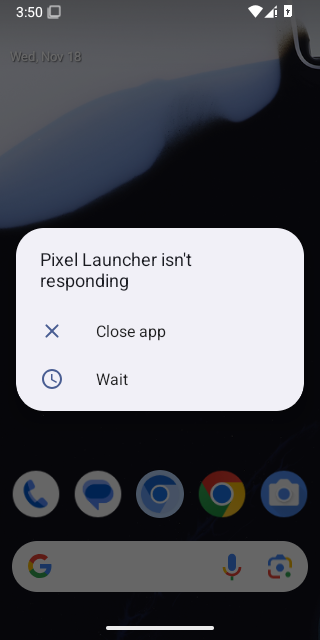 3:50
Wed, Nov 18
Pixel Launcher isn't
responding
Close app
Wait